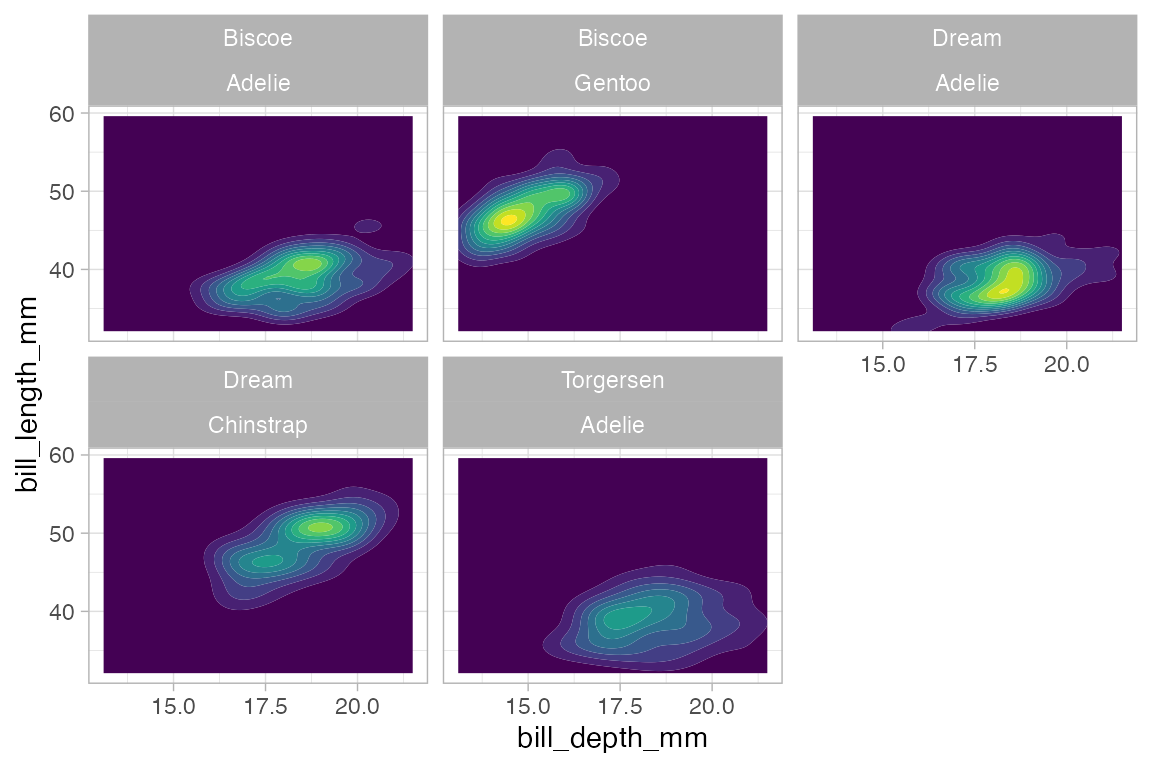 Biscoe
Adelie
Biscoe
Gentoo
Dream
Adelie
60
50
40
15.0 17.5 20.0
Dream
Chinstrap
Torgersen
Adelie
60
50
40
15.0 17.5 20.0
15.0 17.5 20.0
bill_depth_mm
bill_length_mm